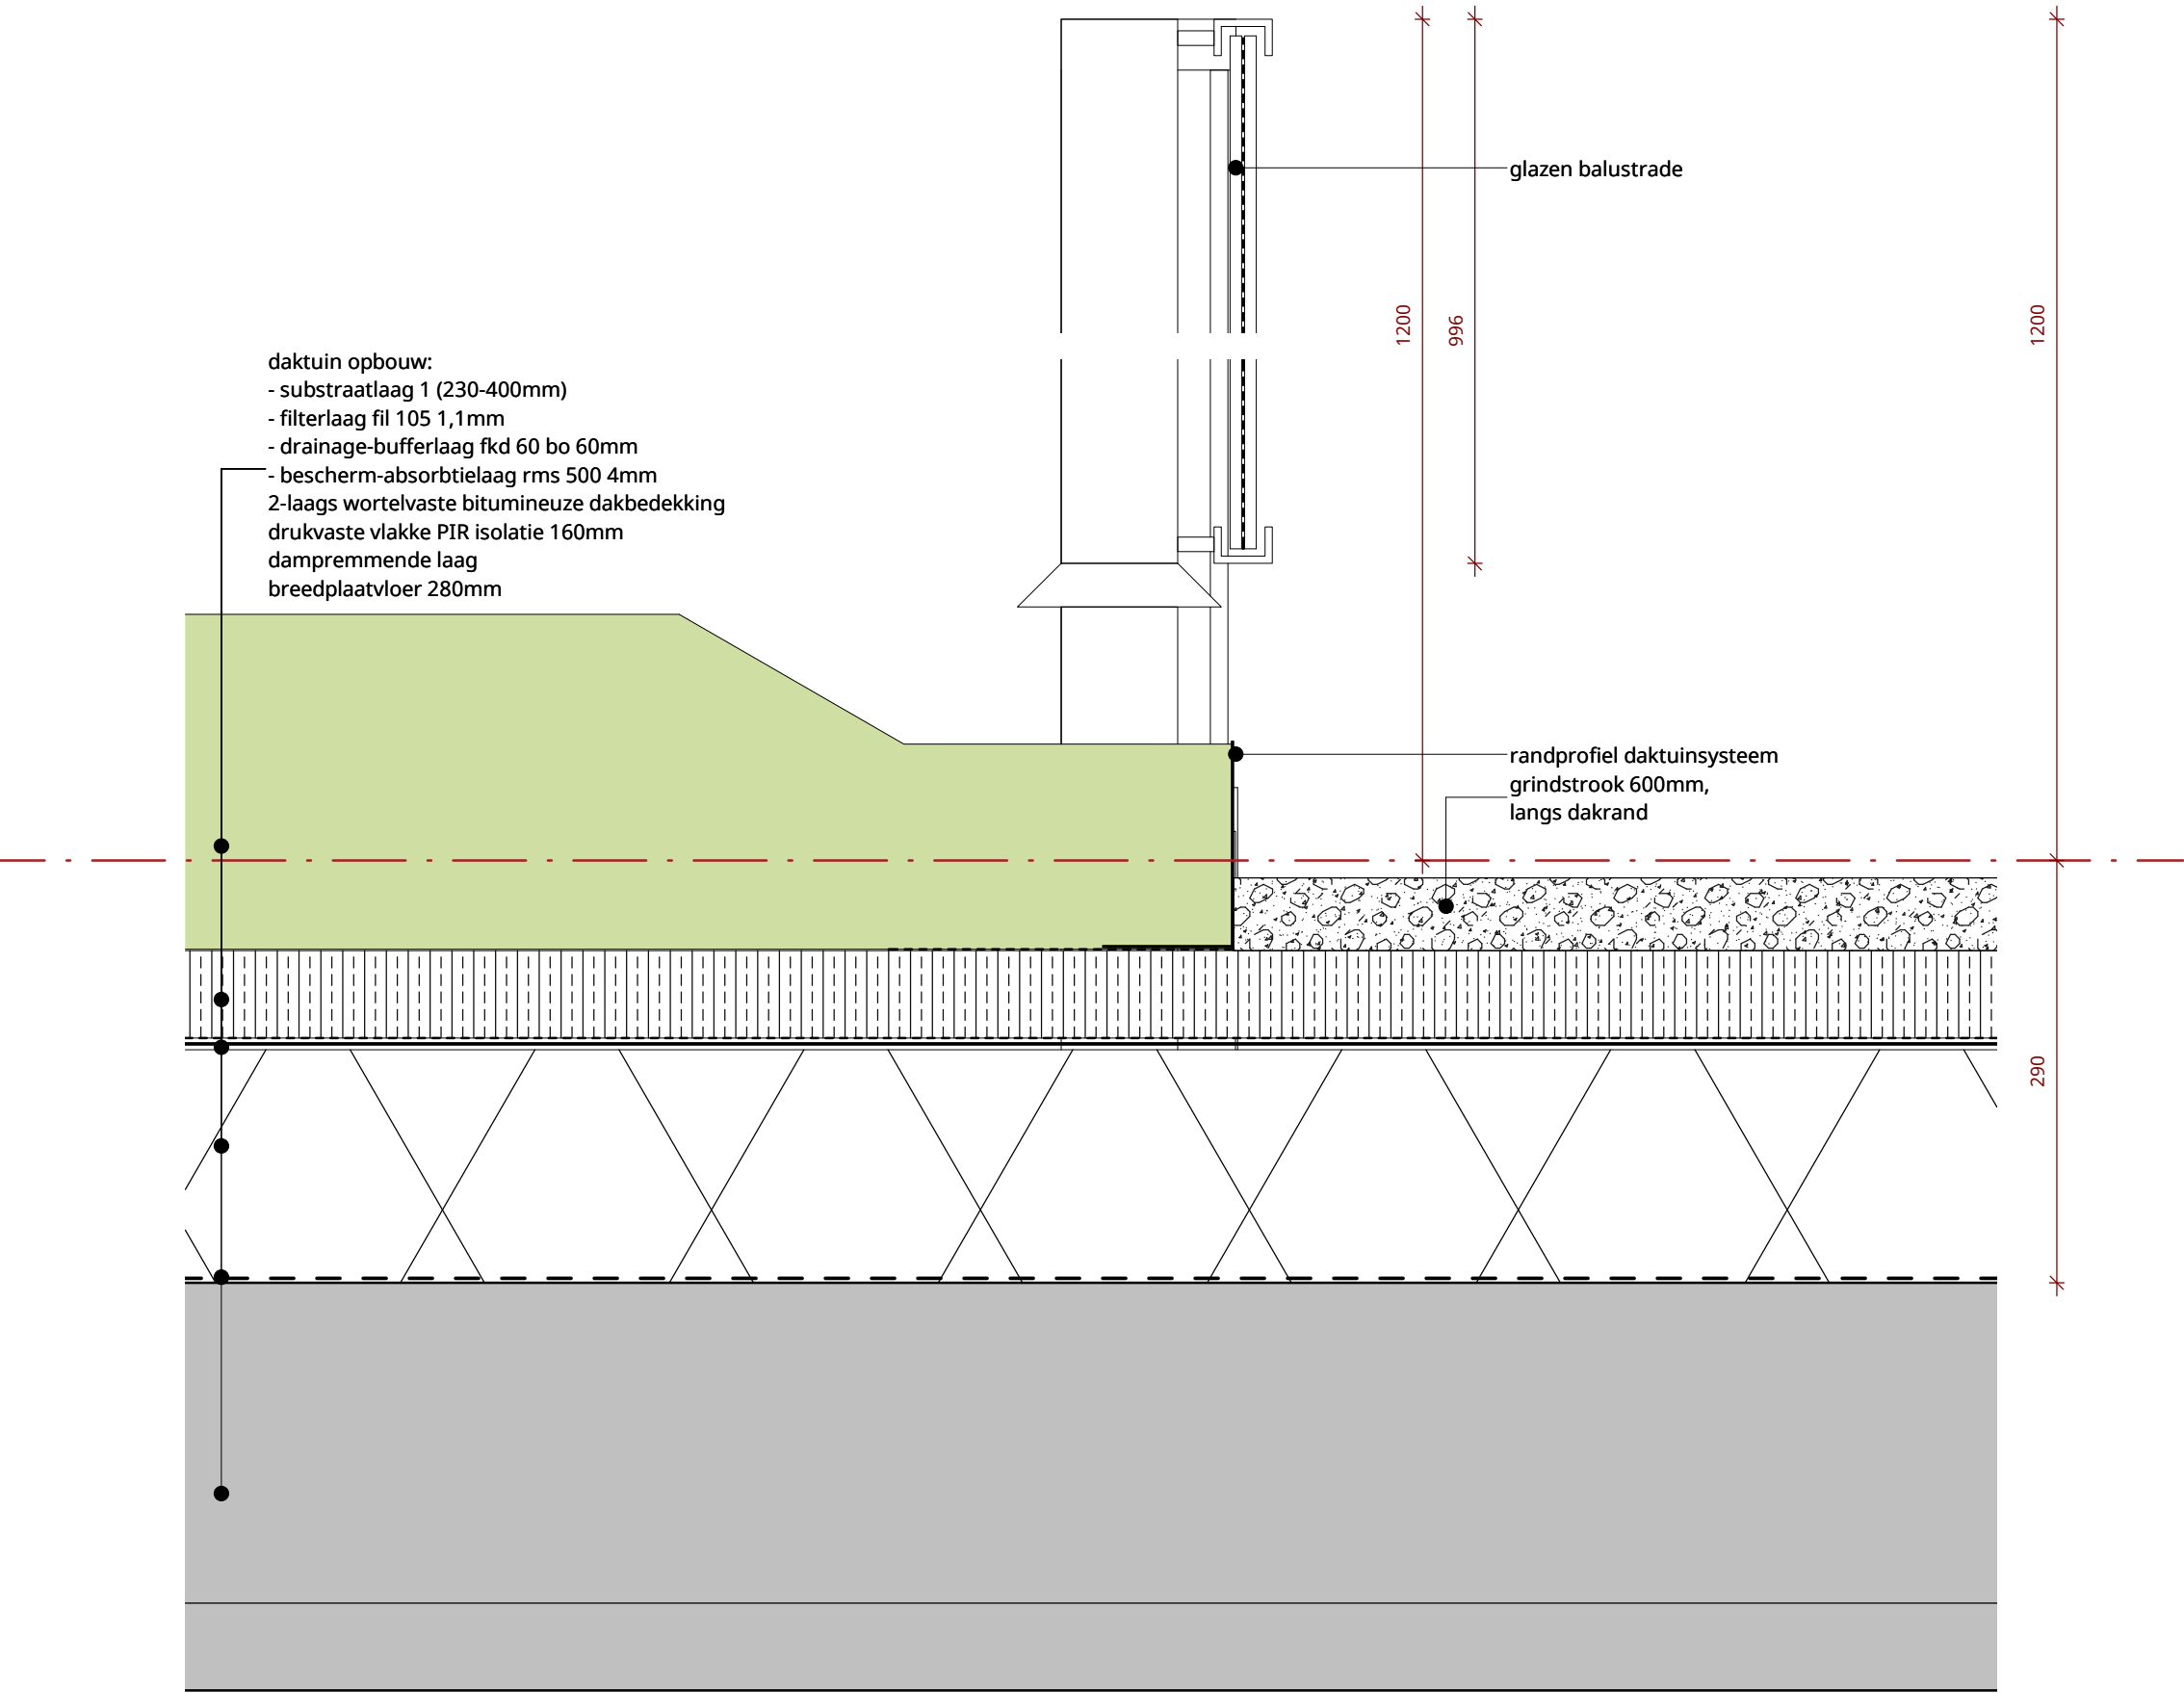 glazen balustrade
1200
996
1200
daktuin opbouw:
- substraatlaag 1 (230-400mm)
- filterlaag fil 105 1,1mm
- drainage-bufferlaag fkd 60 bo 60mm
- bescherm-absorbtielaag rms 500 4mm
2-laags wortelvaste bitumineuze dakbedekking
drukvaste vlakke PIR isolatie 160mm
dampremmende laag
breedplaatvloer 280mm
randprofiel daktuinsysteem
grindstrook 600mm,
langs dakrand
290